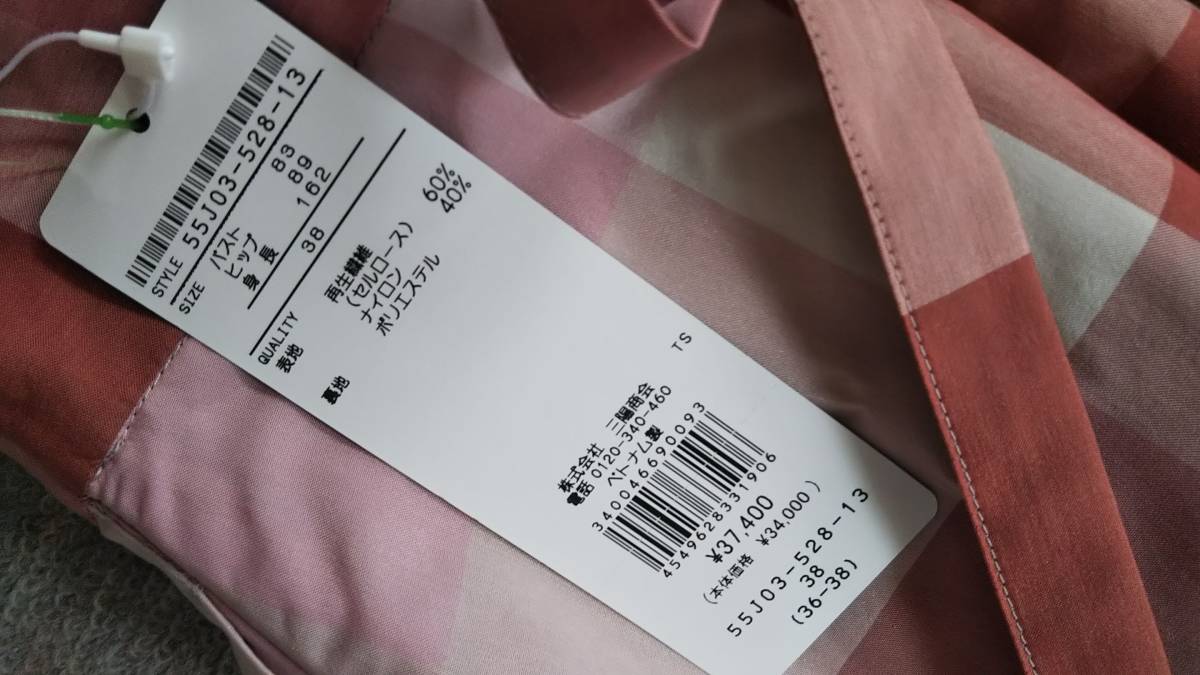 STYLE 55J03-528-13
SIZE バスト 83
ヒップ 89
身長 162
38
QUALITY
表地 再生繊維
(セルロース) 60%
ナイロン 40%
裏地 ポリエステル
TS
株式会社 三陽商会
電話 0120-340-460
ベトナム製
3400466900093
4549628331906
¥37,400
(本体価格 ¥34,000)
55J03-528-13
38
(36-38)